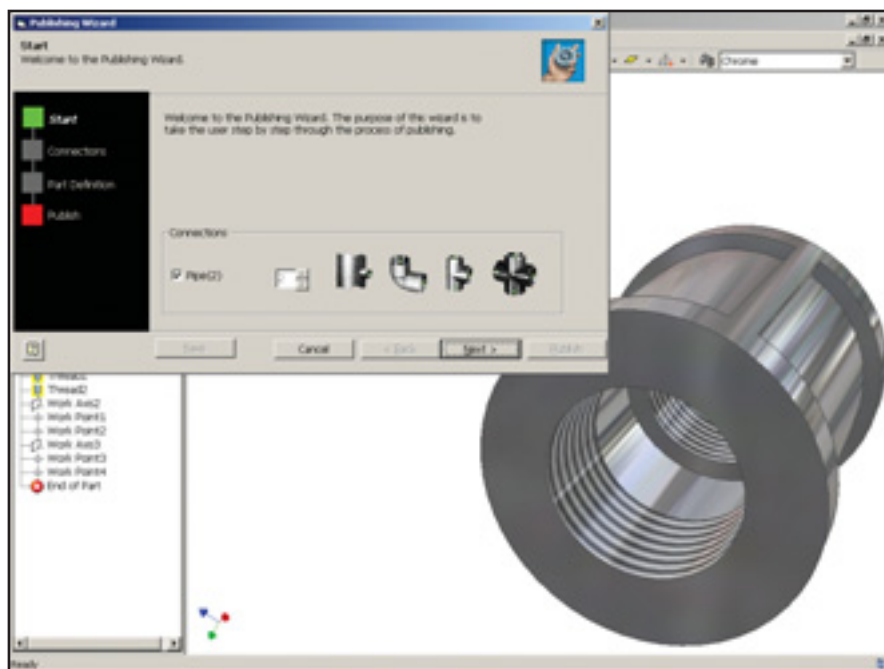 Publishing Wizard
Start
Welcome to the Publishing Wizard.
Chrome
Start
Connections
Part Definition
Publish
Welcome to the Publishing Wizard. The purpose of this wizard is to
take the user step by step through the process of publishing.
Connections
Pipe(2)
Cancel
< Back
Next >
Publish
Thread1
Thread2
Work Axis2
Work Point1
Work Point2
Work Axis3
Work Point3
Work Point4
End of Part
Ready